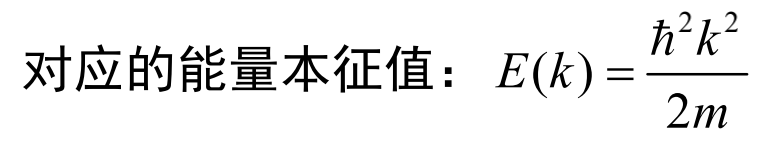 对应的能量本征值：E(k) = ħ²k² / 2m